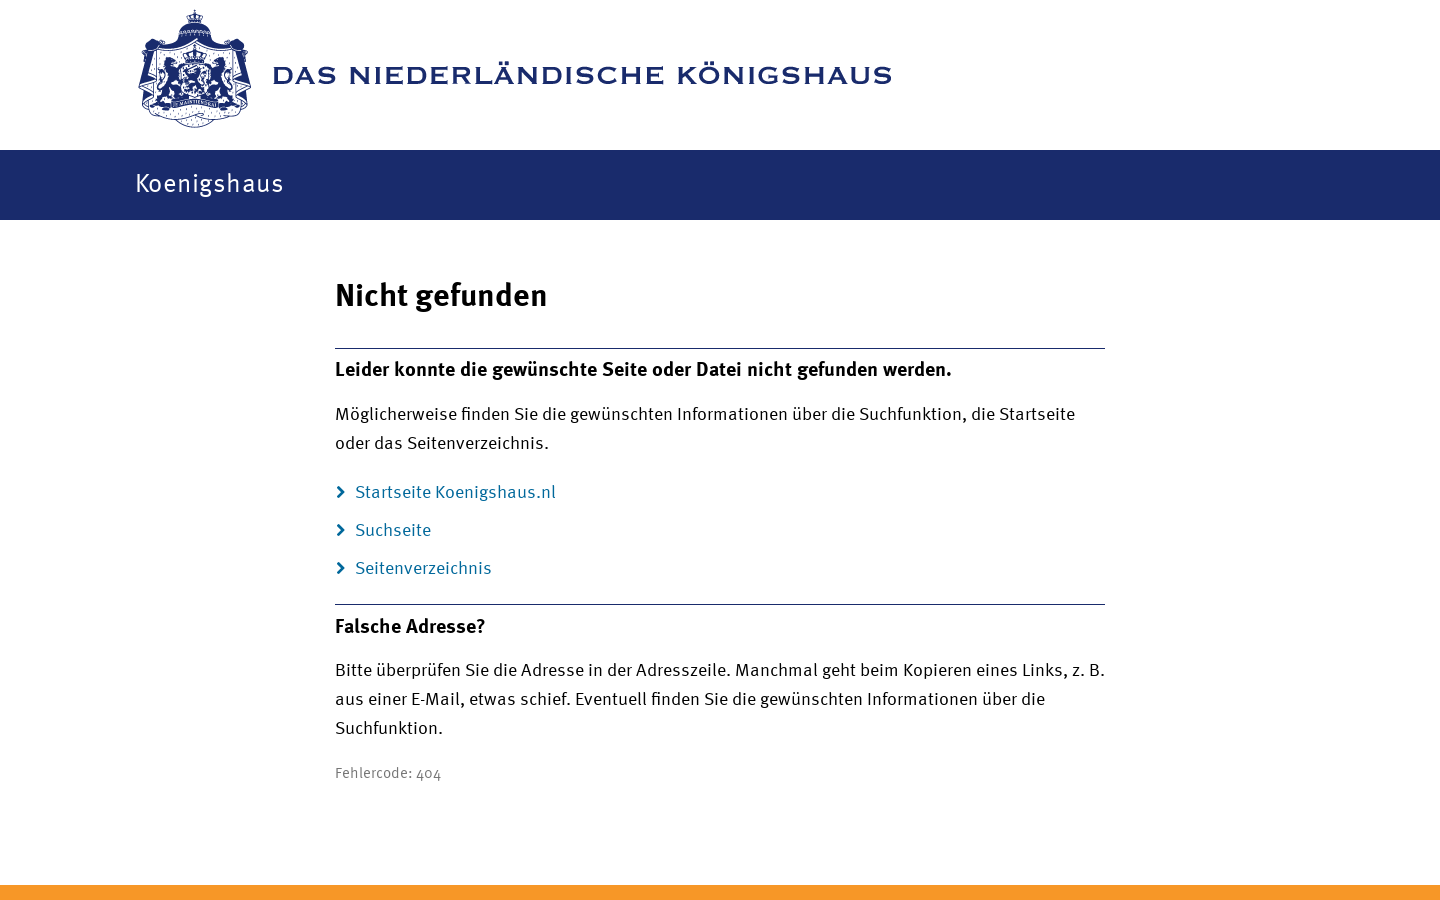 DAS NIEDERLÄNDISCHE KÖNIGSHAUS
Koenigshaus
Nicht gefunden
Leider konnte die gewünschte Seite oder Datei nicht gefunden werden.
Möglicherweise finden Sie die gewünschten Informationen über die Suchfunktion, die Startseite
oder das Seitenverzeichnis.
Startseite Koenigshaus.nl
Suchseite
Seitenverzeichnis
Falsche Adresse?
Bitte überprüfen Sie die Adresse in der Adresszeile. Manchmal geht beim Kopieren eines Links, z. B.
aus einer E-Mail, etwas schief. Eventuell finden Sie die gewünschten Informationen über die
Suchfunktion.
Fehlercode: 404